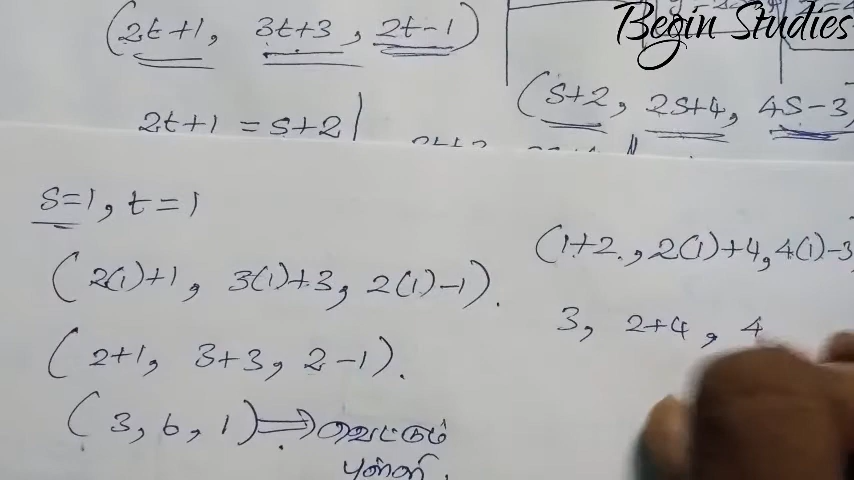 Begin Studies
(2t+1, 3t+3, 2t-1)
(s+2, 2s+4, 4s-3,
2t+1 = s+2
s=1, t=1
(2(1)+1, 3(1)+3, 2(1)-1).
(2+1, 3+3, 2-1).
(3, 6, 1) ⟹ வெட்டும்
புள்ளி.
(1+2, 2(1)+4, 4(1)-3
3, 2+4, 4